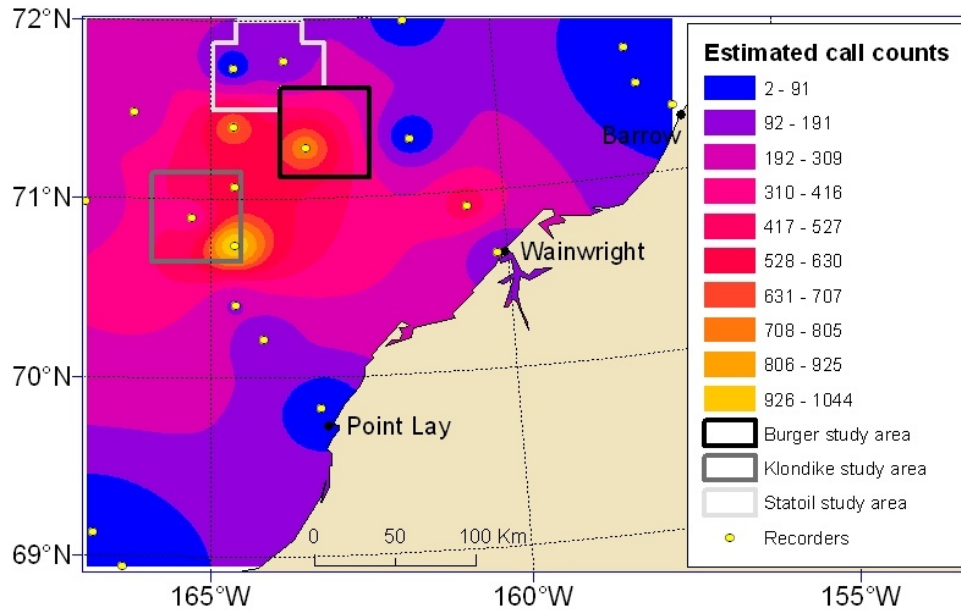 72°N
71°N
70°N
69°N
165°W
160°W
155°W
Barrow
Wainwright
Point Lay
0 50 100 Km
Estimated call counts
2 - 91
92 - 191
192 - 309
310 - 416
417 - 527
528 - 630
631 - 707
708 - 805
806 - 925
926 - 1044
Burger study area
Klondike study area
Statoil study area
Recorders